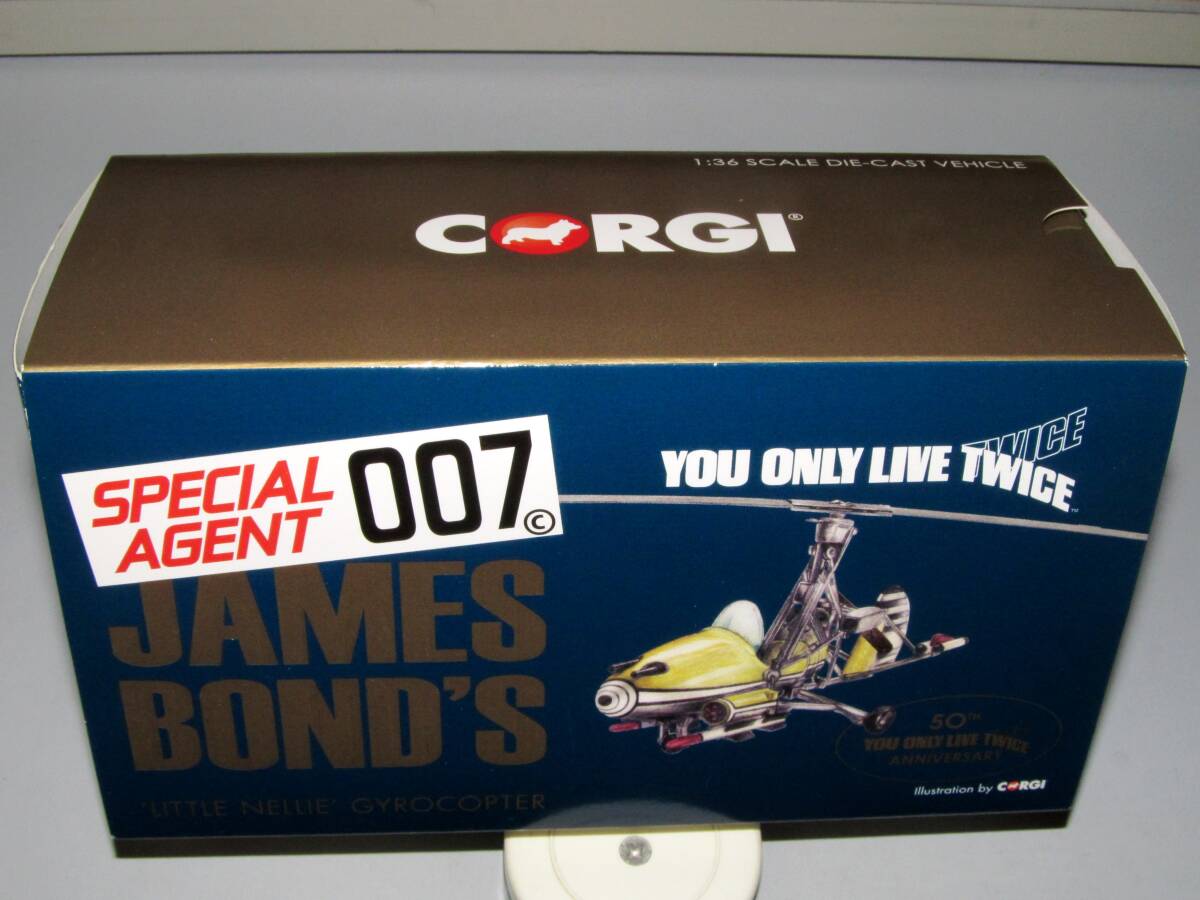 1:36 SCALE DIE-CAST VEHICLE
CORGI®
SPECIAL
AGENT
007©
YOU ONLY LIVE TWICE
TWICE™
JAMES
BOND'S
'LITTLE NELLIE' GYROCOPTER
50TH
YOU ONLY LIVE TWICE
ANNIVERSARY
Illustration by CORGI